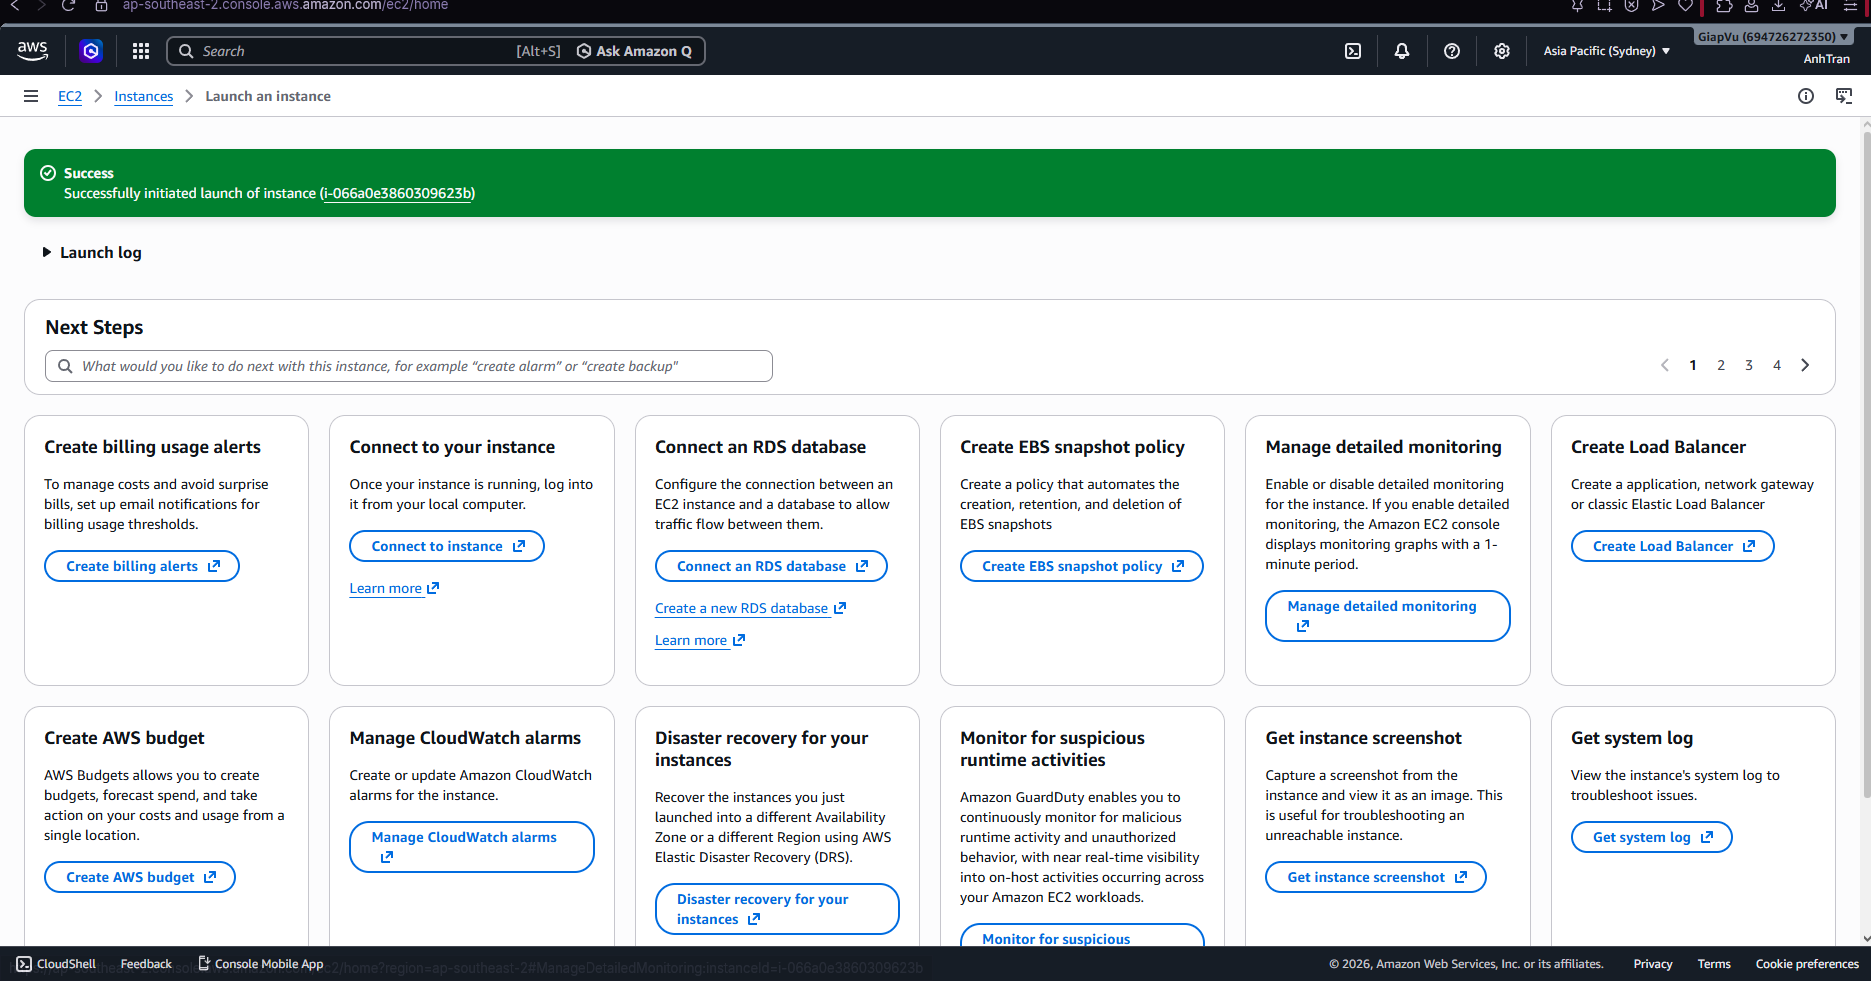 ap-southeast-2.console.aws.amazon.com/ec2/home
AI
aws
Search
[Alt+S]
Ask Amazon Q
Asia Pacific (Sydney)
GiapVu (694726272350)
AnhTran
EC2
Instances
Launch an instance
Success
Successfully initiated launch of instance (i-066a0e3860309623b)
Launch log
Next Steps
What would you like to do next with this instance, for example “create alarm” or “create backup”
1 2 3 4
Create billing usage alerts
To manage costs and avoid surprise
bills, set up email notifications for
billing usage thresholds.
Create billing alerts
Connect to your instance
Once your instance is running, log into
it from your local computer.
Connect to instance
Learn more
Connect an RDS database
Configure the connection between an
EC2 instance and a database to allow
traffic flow between them.
Connect an RDS database
Create a new RDS database
Learn more
Create EBS snapshot policy
Create a policy that automates the
creation, retention, and deletion of
EBS snapshots
Create EBS snapshot policy
Manage detailed monitoring
Enable or disable detailed monitoring
for the instance. If you enable detailed
monitoring, the Amazon EC2 console
displays monitoring graphs with a 1-
minute period.
Manage detailed monitoring
Create Load Balancer
Create a application, network gateway
or classic Elastic Load Balancer
Create Load Balancer
Create AWS budget
AWS Budgets allows you to create
budgets, forecast spend, and take
action on your costs and usage from a
single location.
Create AWS budget
Manage CloudWatch alarms
Create or update Amazon CloudWatch
alarms for the instance.
Manage CloudWatch alarms
Disaster recovery for your
instances
Recover the instances you just
launched into a different Availability
Zone or a different Region using AWS
Elastic Disaster Recovery (DRS).
Disaster recovery for your
instances
Monitor for suspicious
runtime activities
Amazon GuardDuty enables you to
continuously monitor for malicious
runtime activity and unauthorized
behavior, with near real-time visibility
into on-host activities occurring across
your Amazon EC2 workloads.
Monitor for suspicious
Get instance screenshot
Capture a screenshot from the
instance and view it as an image. This
is useful for troubleshooting an
unreachable instance.
Get instance screenshot
Get system log
View the instance's system log to
troubleshoot issues.
Get system log
CloudShell
Feedback
Console Mobile App
/home?region=ap-southeast-2#ManageDetailedMonitoring:instanceId=i-066a0e3860309623b
© 2026, Amazon Web Services, Inc. or its affiliates.
Privacy
Terms
Cookie preferences